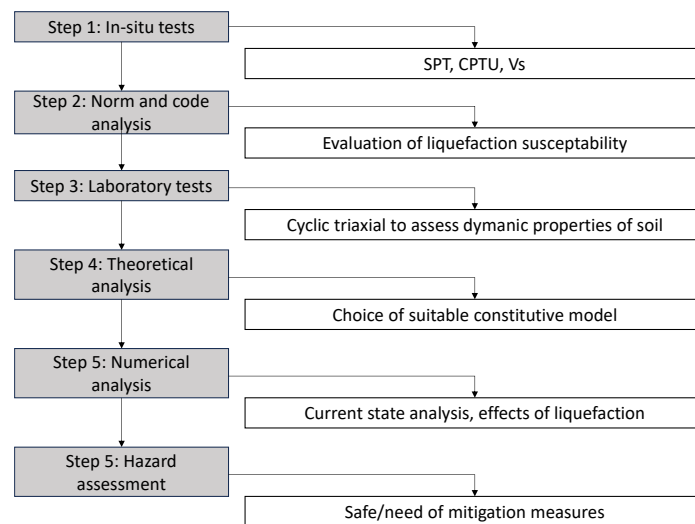 Step 1: In-situ tests
SPT, CPTU, Vs
Step 2: Norm and code
analysis
Evaluation of liquefaction susceptability
Step 3: Laboratory tests
Cyclic triaxial to assess dymanic properties of soil
Step 4: Theoretical
analysis
Choice of suitable constitutive model
Step 5: Numerical
analysis
Current state analysis, effects of liquefaction
Step 5: Hazard
assessment
Safe/need of mitigation measures